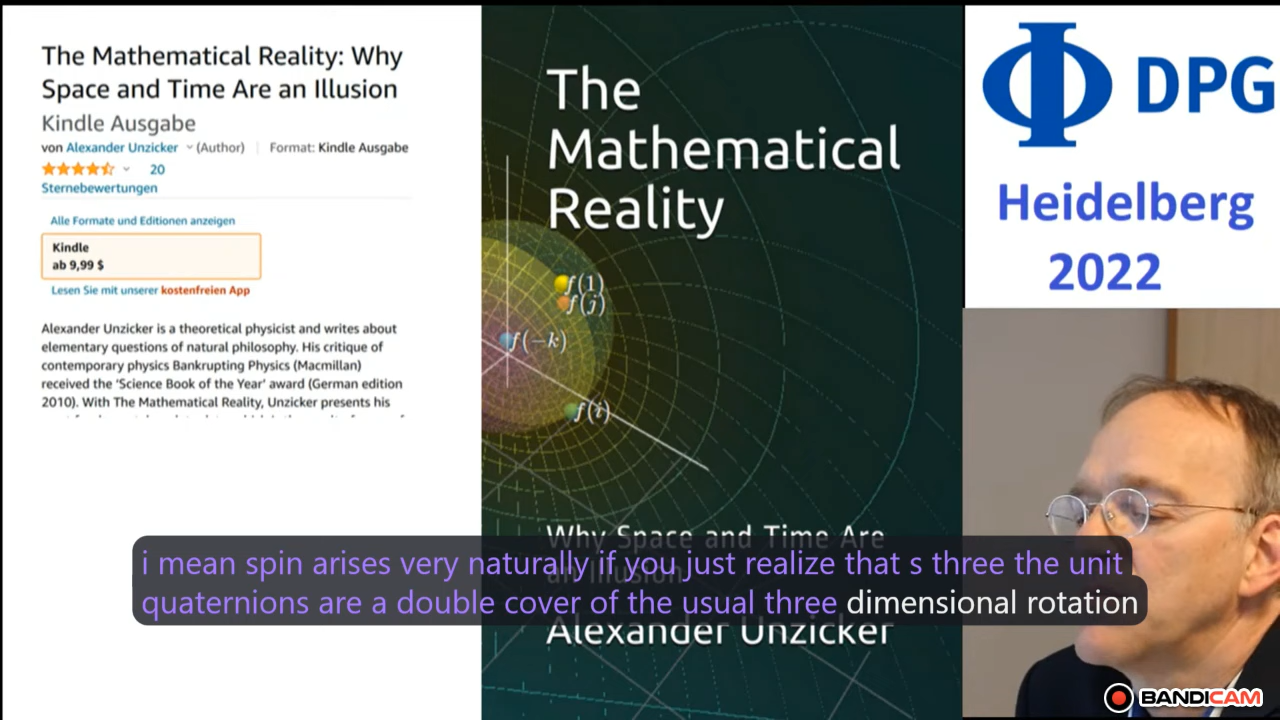 The Mathematical Reality: Why
Space and Time Are an Illusion
Kindle Ausgabe
von Alexander Unzicker (Author) Format: Kindle Ausgabe
20
Sternebewertungen
Alle Formate und Editionen anzeigen
Kindle
ab 9,99 $
Lesen Sie mit unserer kostenfreien App
Alexander Unzicker is a theoretical physicist and writes about
elementary questions of natural philosophy. His critique of
contemporary physics Bankrupting Physics (Macmillan)
received the ‘Science Book of the Year’ award (German edition
2010). With The Mathematical Reality, Unzicker presents his
The
Mathematical
Reality
f(1)
f(j)
f(−k)
f(i)
Why Space and Time Are
an Illusion
Alexander Unzicker
DPG
Heidelberg
2022
i mean spin arises very naturally if you just realize that s three the unit
quaternions are a double cover of the usual three dimensional rotation
BANDICAM